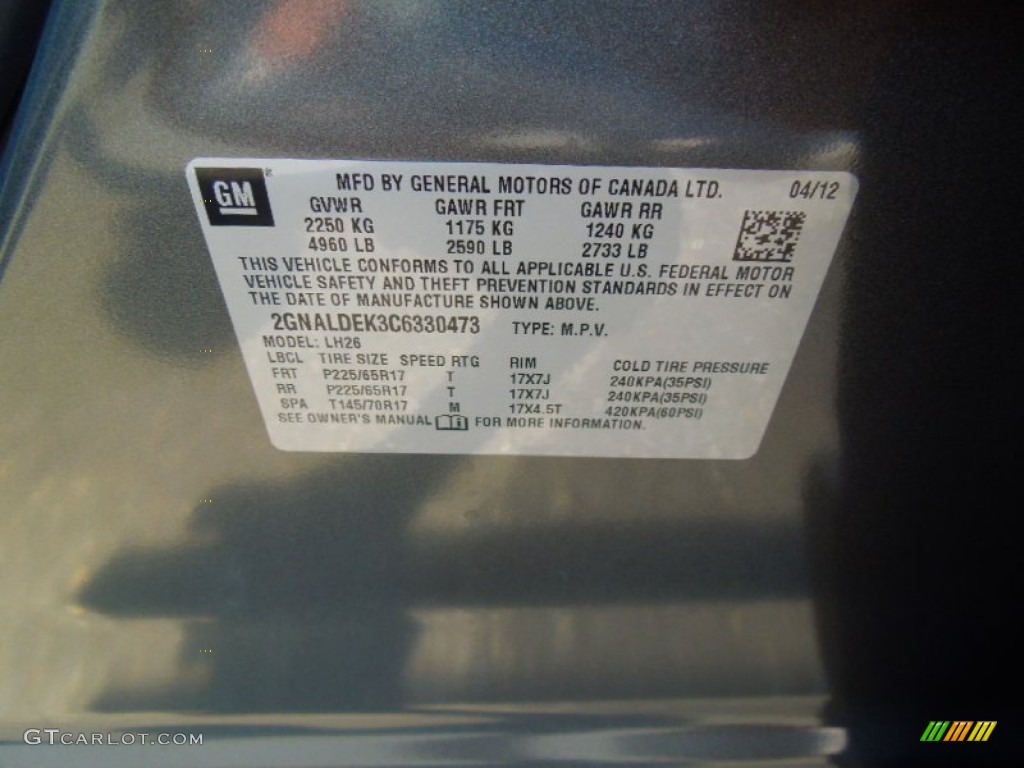 GM
MFD BY GENERAL MOTORS OF CANADA LTD. 04/12
GVWR GAWR FRT GAWR RR
2250 KG 1175 KG 1240 KG
4960 LB 2590 LB 2733 LB
THIS VEHICLE CONFORMS TO ALL APPLICABLE U.S. FEDERAL MOTOR
VEHICLE SAFETY AND THEFT PREVENTION STANDARDS IN EFFECT ON
THE DATE OF MANUFACTURE SHOWN ABOVE.
2GNALDEK3C6330473 TYPE: M.P.V.
MODEL: LH26
LBCL TIRE SIZE SPEED RTG RIM COLD TIRE PRESSURE
FRT P225/65R17 T 17X7J 240KPA(35PSI)
RR P225/65R17 T 17X7J 240KPA(35PSI)
SPA T145/70R17 M 17X4.5T 420KPA(60PSI)
SEE OWNER'S MANUAL i FOR MORE INFORMATION.
GTCARLOT.COM